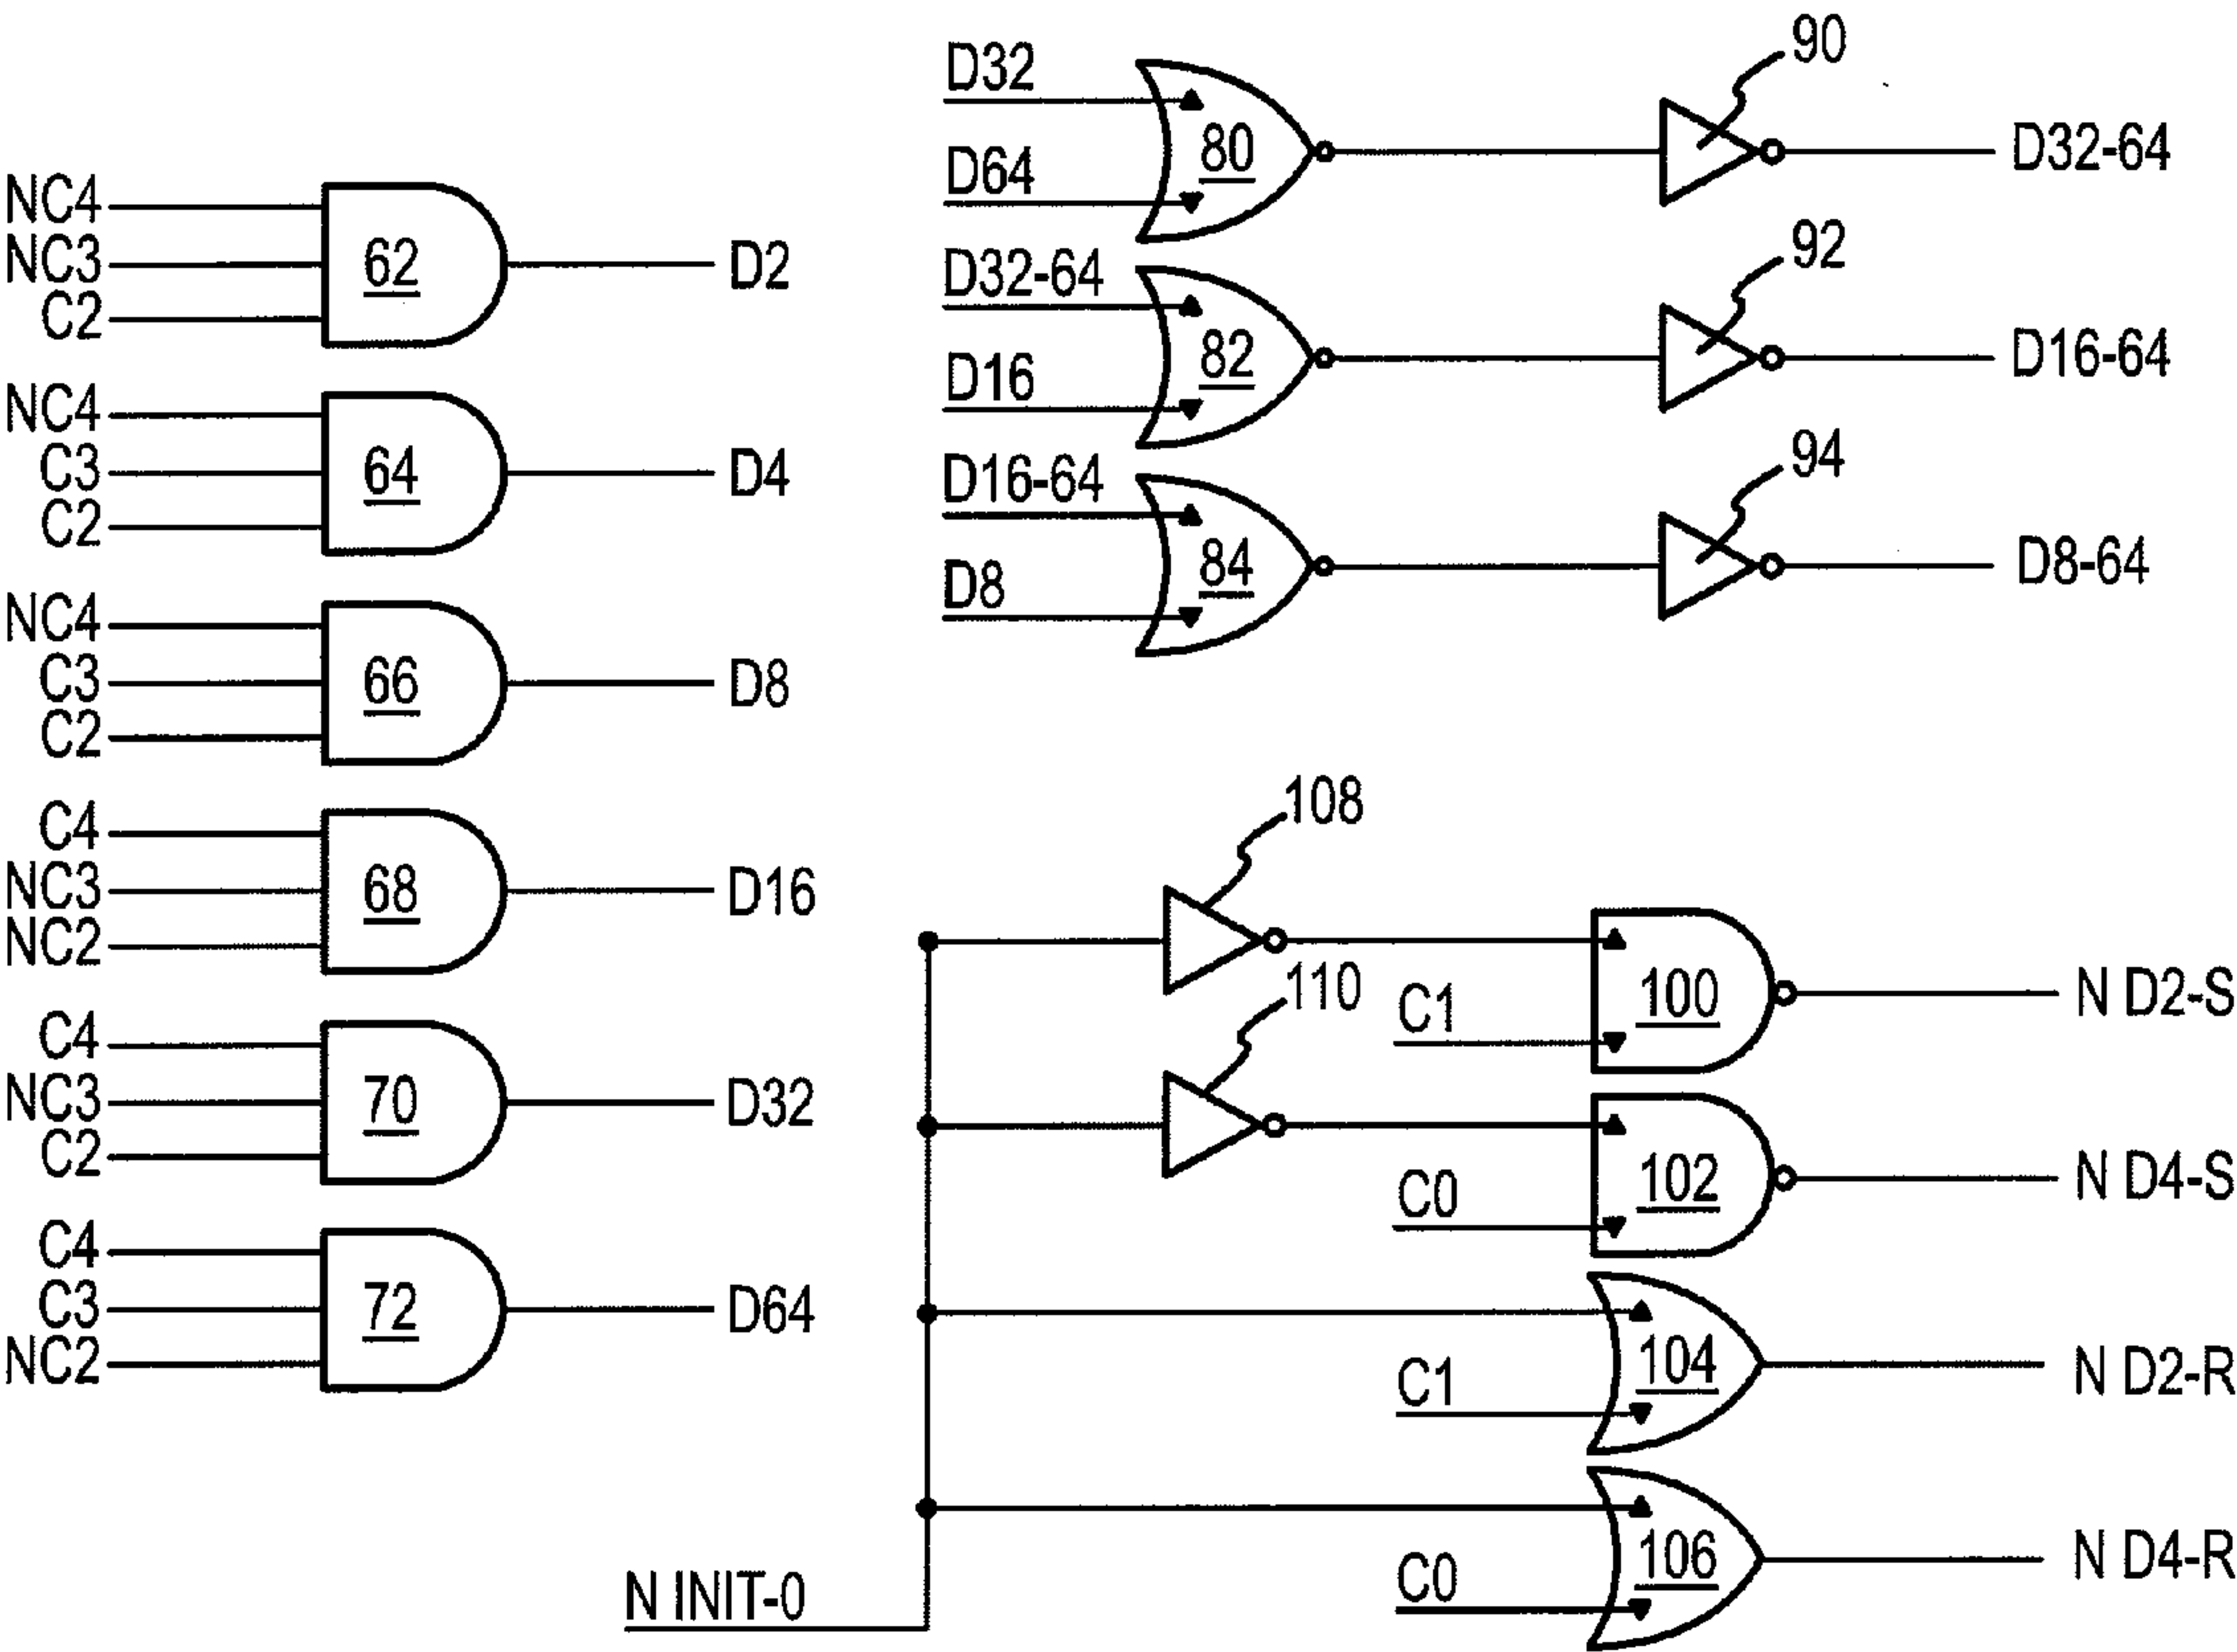 NC4
NC3
C2
62
D2
NC4
C3
C2
64
D4
NC4
C3
C2
66
D8
C4
NC3
NC2
68
D16
C4
NC3
C2
70
D32
C4
C3
NC2
72
D64
D32
D64
80
90
D32-64
D32-64
D16
82
92
D16-64
D16-64
D8
84
94
D8-64
108
C1
100
N D2-S
110
C0
102
N D4-S
C1
104
N D2-R
C0
106
N D4-R
N INIT-0